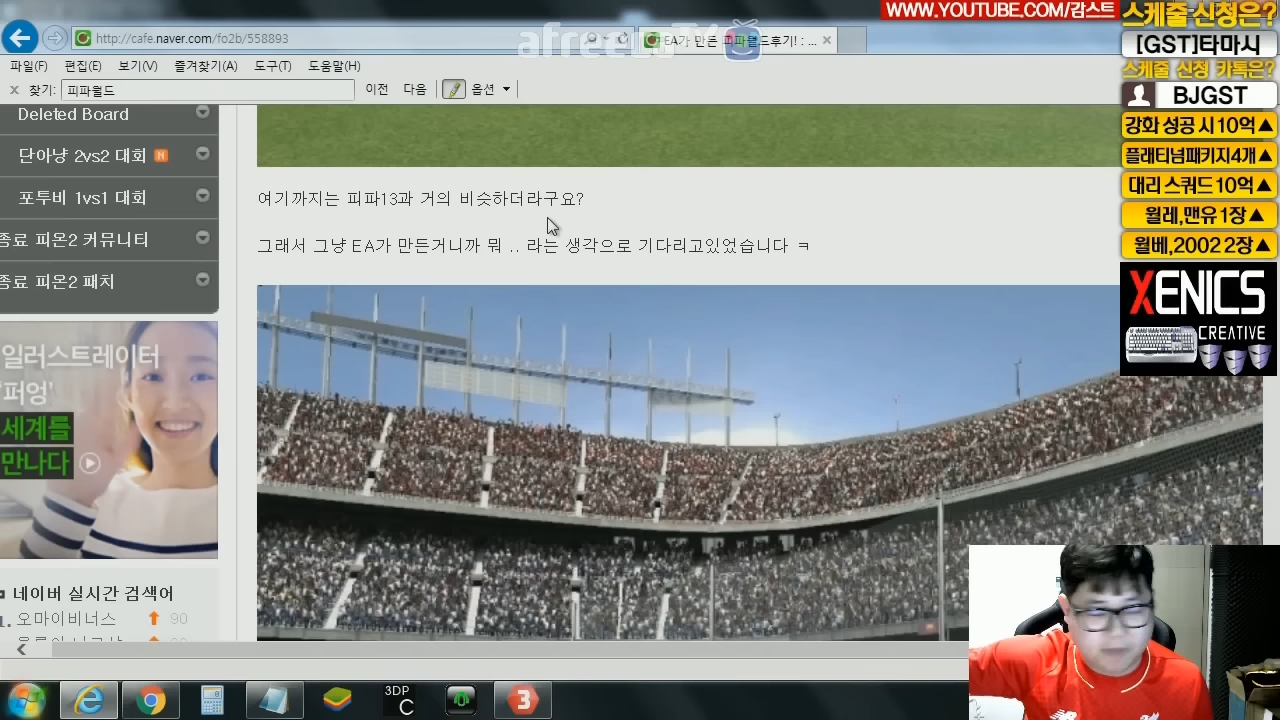 WWW.YOUTUBE.COM/감스트
스케줄 신청은?
[GST]타마시
스케줄 신청 카톡은?
BJGST
강화 성공 시 10억▲
플래티넘패키지4개▲
대리 스쿼드 10억▲
월레,맨유 1장▲
월베,2002 2장▲
XENICS
CREATIVE
afreecaTV
http://cafe.naver.com/fo2b/558893
EA가 만든 피파월드후기! : ...
파일(F) 편집(E) 보기(V) 즐겨찾기(A) 도구(T) 도움말(H)
x 찾기: 피파월드 이전 다음 옵션
Deleted Board
단아냥 2vs2 대회 N
포투비 1vs1 대회
종료 피온2 커뮤니티
종료 피온2 패치
여기까지는 피파13과 거의 비슷하더라구요?
그래서 그냥 EA가 만든거니까 뭐 .. 라는 생각으로 기다리고있었습니다 ㅋ
일러스트레이터
'퍼엉'
세계를
만나다
네이버 실시간 검색어
1. 오마이비너스 90
3DP
C
3